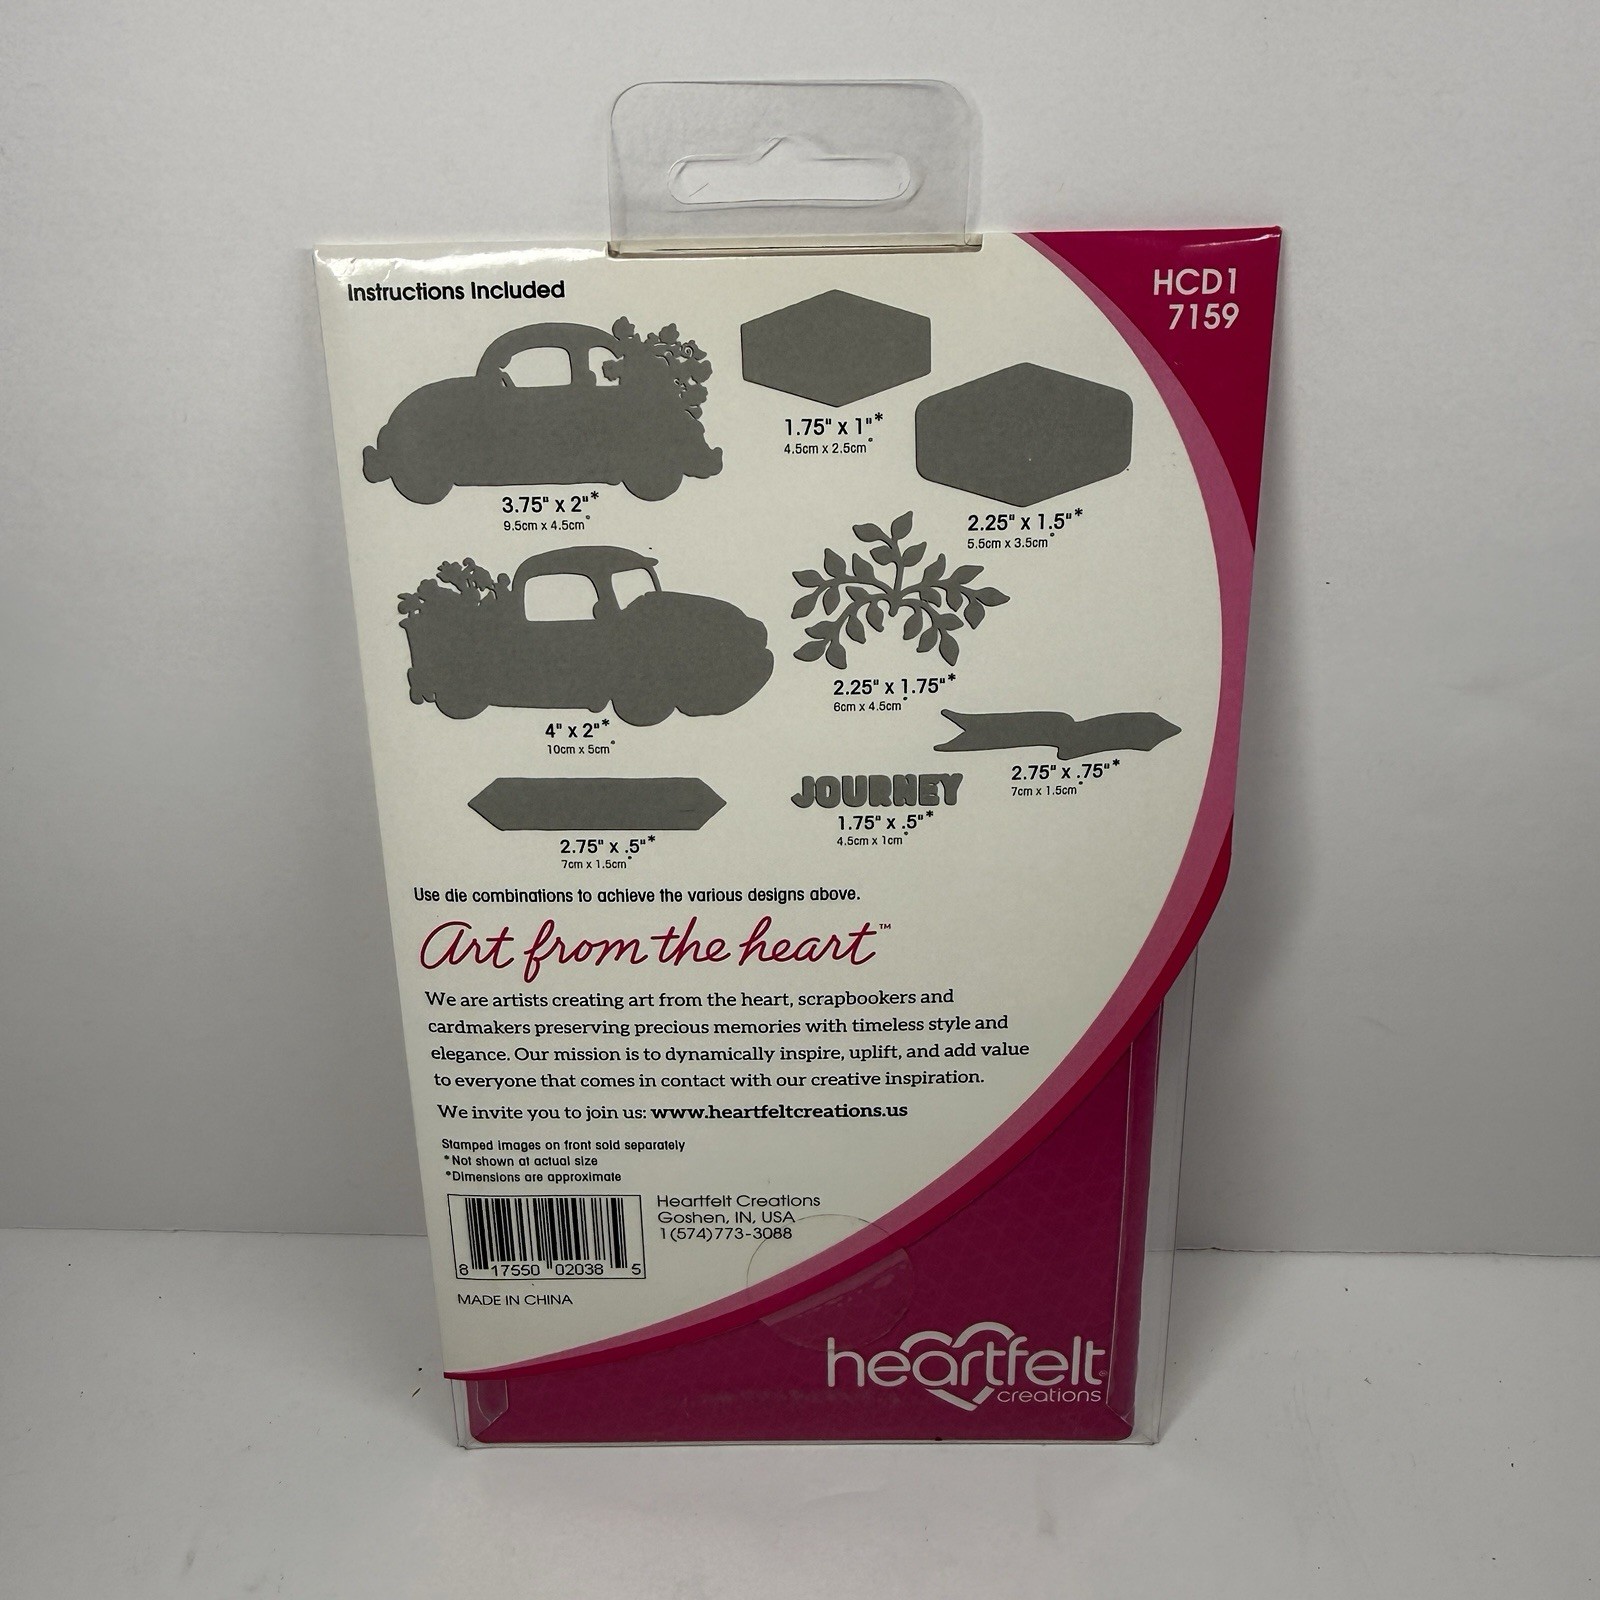 Instructions Included
HCD1
7159
1.75" x 1"*
4.5cm x 2.5cm°
3.75" x 2"*
9.5cm x 4.5cm°
2.25" x 1.5"*
5.5cm x 3.5cm°
2.25" x 1.75"*
6cm x 4.5cm°
4" x 2"*
10cm x 5cm°
2.75" x .75"*
7cm x 1.5cm°
JOURNEY
1.75" x .5"*
4.5cm x 1cm°
2.75" x .5"*
7cm x 1.5cm°
Use die combinations to achieve the various designs above.
Art from the heart™
We are artists creating art from the heart, scrapbookers and
cardmakers preserving precious memories with timeless style and
elegance. Our mission is to dynamically inspire, uplift, and add value
to everyone that comes in contact with our creative inspiration.
We invite you to join us: www.heartfeltcreations.us
Stamped images on front sold separately
*Not shown at actual size
°Dimensions are approximate
Heartfelt Creations
Goshen, IN, USA
1(574)773-3088
8 17550 02038 5
MADE IN CHINA
heartfelt®
creations